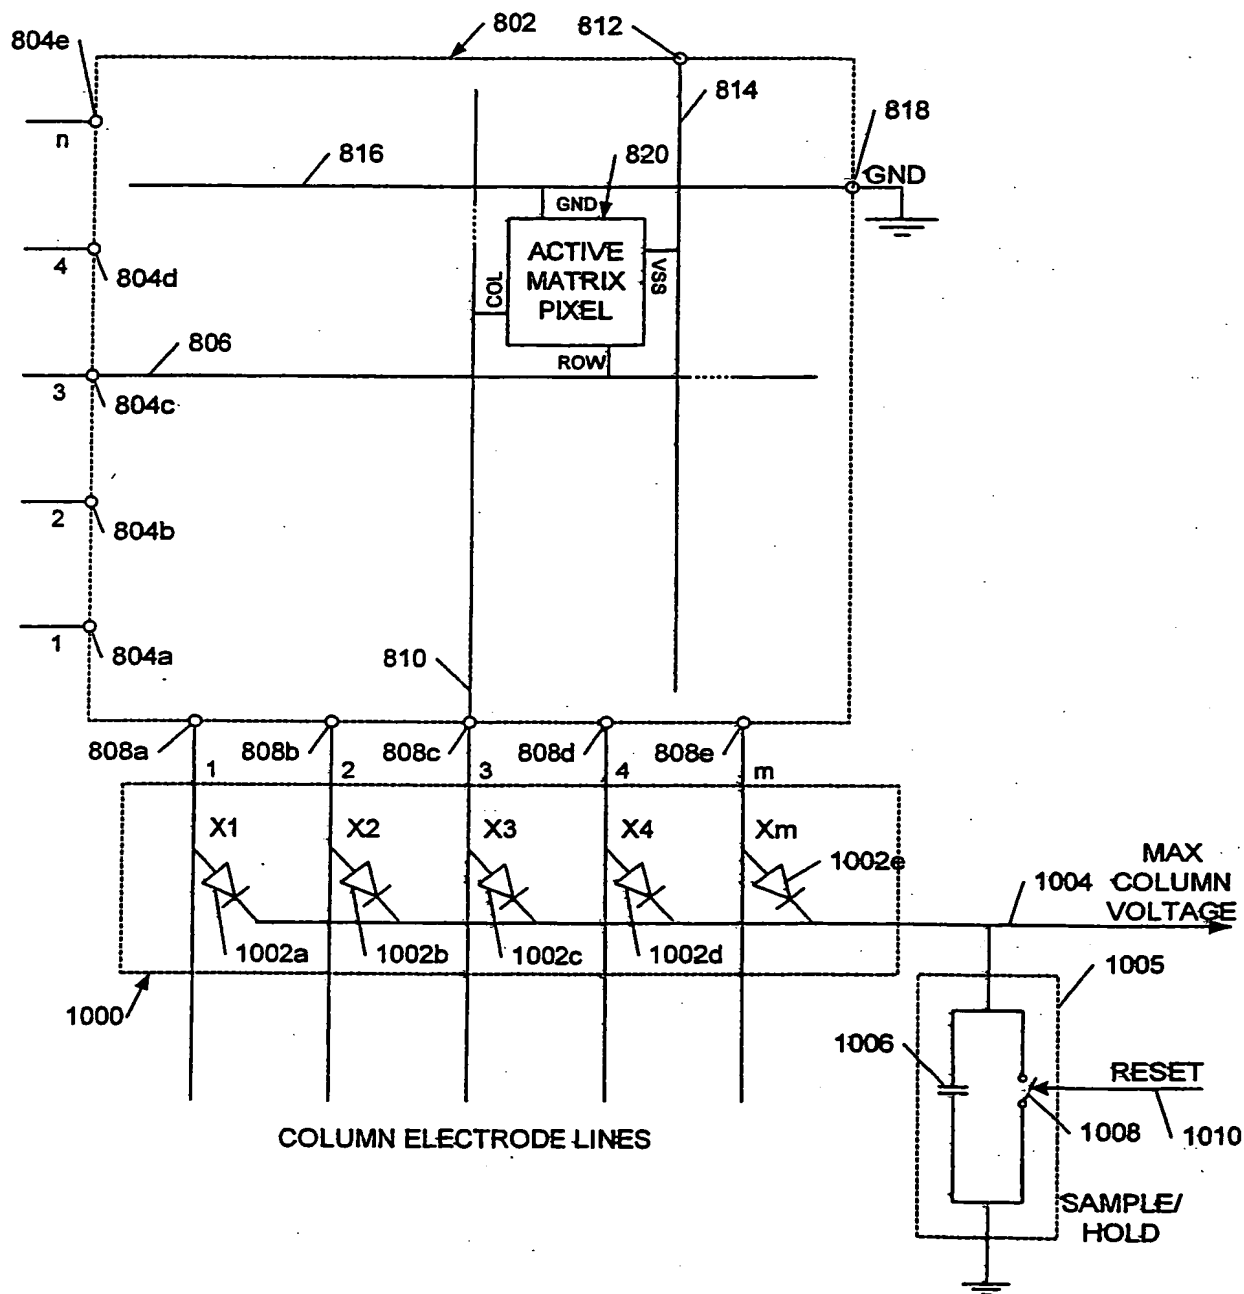 802
812
804e
814
n
818
816
820
GND
GND
ACTIVE
MATRIX
PIXEL
COL
VSS
4
804d
806
ROW
3
804c
2
804b
1
804a
810
808a
808b
808c
808d
808e
1
2
3
4
m
X1
X2
X3
X4
Xm
1002e
MAX
COLUMN
VOLTAGE
1004
1002a
1002b
1002c
1002d
1005
1000
1006
RESET
1008
1010
COLUMN ELECTRODE LINES
SAMPLE/
HOLD